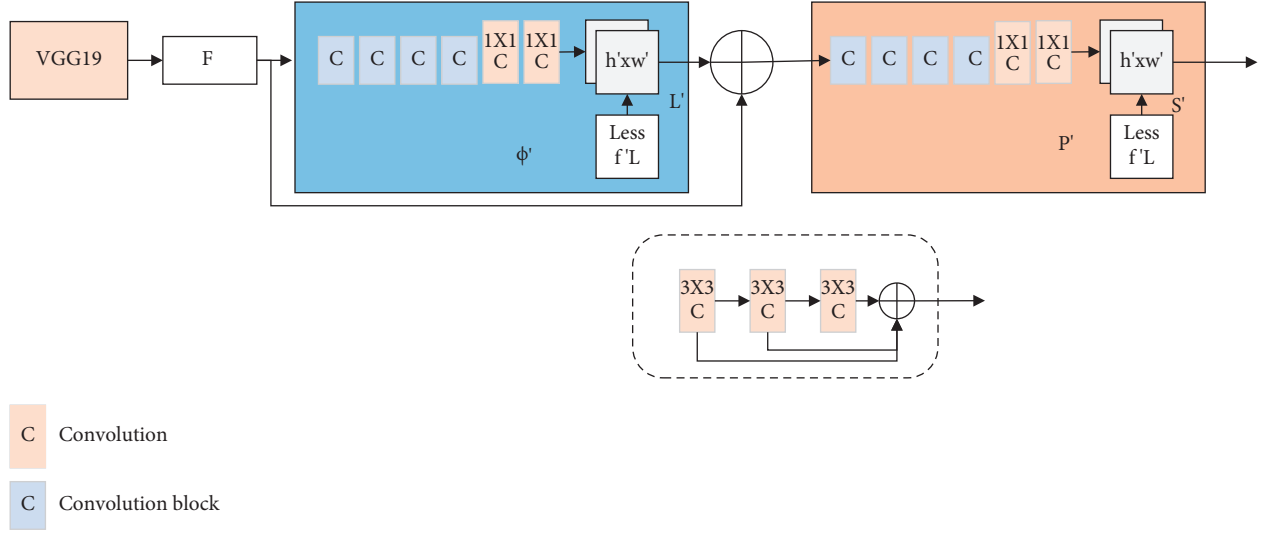 VGG19
F
C
C
C
C
1X1
C
1X1
C
h'xw'
L'
Less
f 'L
ϕ'
C
C
C
C
1X1
C
1X1
C
h'xw'
S'
Less
f 'L
P'
3X3
C
3X3
C
3X3
C
C Convolution
C Convolution block